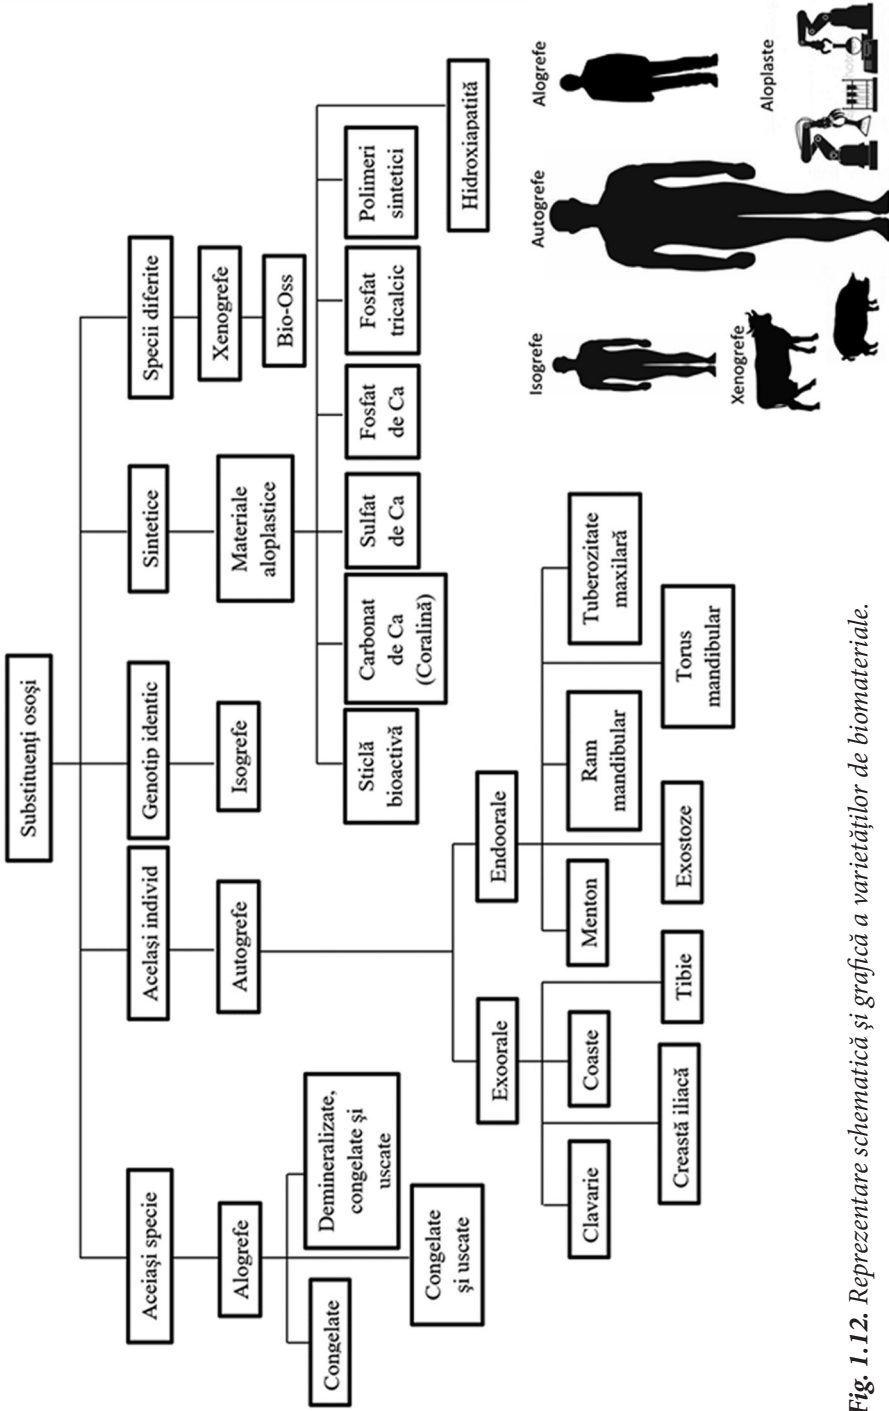 Substituenți osoși
Aceiași specie
Același individ
Genotip identic
Sintetice
Specii diferite
Alogrefe
Autogrefe
Isogrefe
Materiale
aloplastice
Xenogrefe
Bio-Oss
Congelate
Demineralizate,
congelate și
uscate
Congelate
și uscate
Sticlă
bioactivă
Carbonat
de Ca
(Coralină)
Sulfat
de Ca
Fosfat
de Ca
Fosfat
tricalcic
Polimeri
sintetici
Hidroxiapatită
Exoorale
Endoorale
Clavarie
Coaste
Creastă iliacă
Tibie
Menton
Ram
mandibular
Tuberozitate
maxilară
Exostoze
Torus
mandibular
Isogrefe
Autogrefe
Alogrefe
Xenogrefe
Aloplaste
Fig. 1.12. Reprezentare schematică și grafică a varietăților de biomateriale.